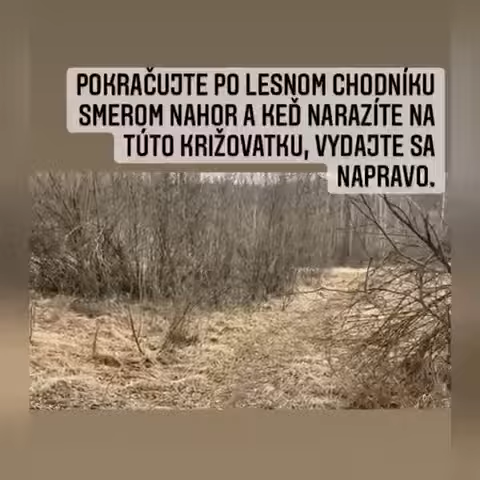 POKRAČUJTE PO LESNOM CHODNÍKU
SMEROM NAHOR A KEĎ NARAZÍTE NA
TÚTO KRIŽOVATKU, VYDAJTE SA
NAPRAVO.